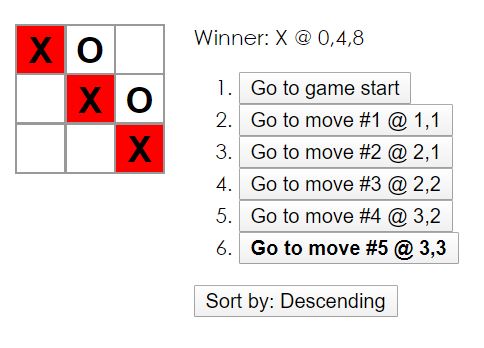 X O
X O
X
Winner: X @ 0,4,8
1. Go to game start
2. Go to move #1 @ 1,1
3. Go to move #2 @ 2,1
4. Go to move #3 @ 2,2
5. Go to move #4 @ 3,2
6. Go to move #5 @ 3,3
Sort by: Descending